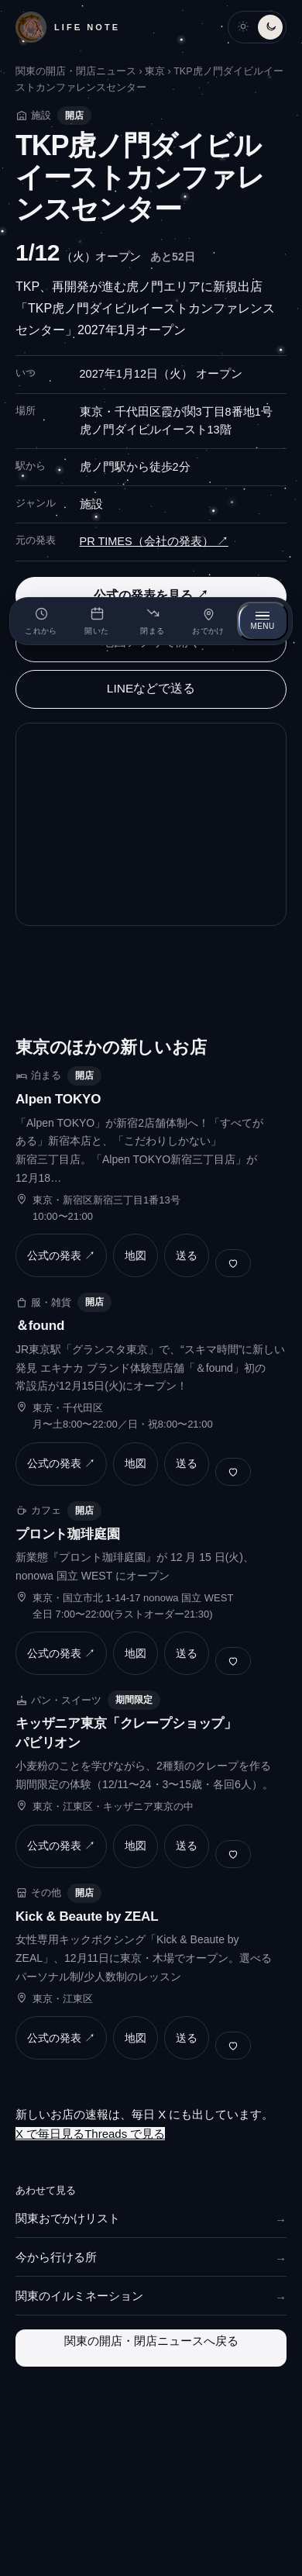 LIFE NOTE
関東の開店・閉店ニュース › 東京 › TKP虎ノ門ダイビルイー
ストカンファレンスセンター
施設 開店
TKP虎ノ門ダイビル
イーストカンファレ
ンスセンター
1/12（火）オープン あと52日
TKP、再開発が進む虎ノ門エリアに新規出店
「TKP虎ノ門ダイビルイーストカンファレンス
センター」2027年1月オープン
いつ 2027年1月12日（火） オープン
場所 東京・千代田区霞が関3丁目8番地1号
虎ノ門ダイビルイースト13階
駅から 虎ノ門駅から徒歩2分
ジャンル 施設
元の発表 PR TIMES（会社の発表） ↗
公式の発表を見る ↗
これから 開いた 閉まる おでかけ MENU
LINEなどで送る
東京のほかの新しいお店
泊まる 開店
Alpen TOKYO
「Alpen TOKYO」が新宿2店舗体制へ！「すべてが
ある」新宿本店と、「こだわりしかない」
新宿三丁目店。「Alpen TOKYO新宿三丁目店」が
12月18…
東京・新宿区新宿三丁目1番13号
10:00〜21:00
公式の発表 ↗ 地図 送る
服・雑貨 開店
＆found
JR東京駅「グランスタ東京」で、“スキマ時間”に新しい
発見 エキナカ ブランド体験型店舗「＆found」初の
常設店が12月15日(火)にオープン！
東京・千代田区
月〜土8:00〜22:00／日・祝8:00〜21:00
公式の発表 ↗ 地図 送る
カフェ 開店
プロント珈琲庭園
新業態『プロント珈琲庭園』が 12 月 15 日(火)、
nonowa 国立 WEST にオープン
東京・国立市北 1-14-17 nonowa 国立 WEST
全日 7:00〜22:00(ラストオーダー21:30)
公式の発表 ↗ 地図 送る
パン・スイーツ 期間限定
キッザニア東京「クレープショップ」
パビリオン
小麦粉のことを学びながら、2種類のクレープを作る
期間限定の体験（12/11〜24・3〜15歳・各回6人）。
東京・江東区・キッザニア東京の中
公式の発表 ↗ 地図 送る
その他 開店
Kick & Beaute by ZEAL
女性専用キックボクシング「Kick & Beaute by
ZEAL」、12月11日に東京・木場でオープン。選べる
パーソナル制/少人数制のレッスン
東京・江東区
公式の発表 ↗ 地図 送る
新しいお店の速報は、毎日 X にも出しています。
X で毎日見るThreads で見る
あわせて見る
関東おでかけリスト →
今から行ける所 →
関東のイルミネーション →
関東の開店・閉店ニュースへ戻る